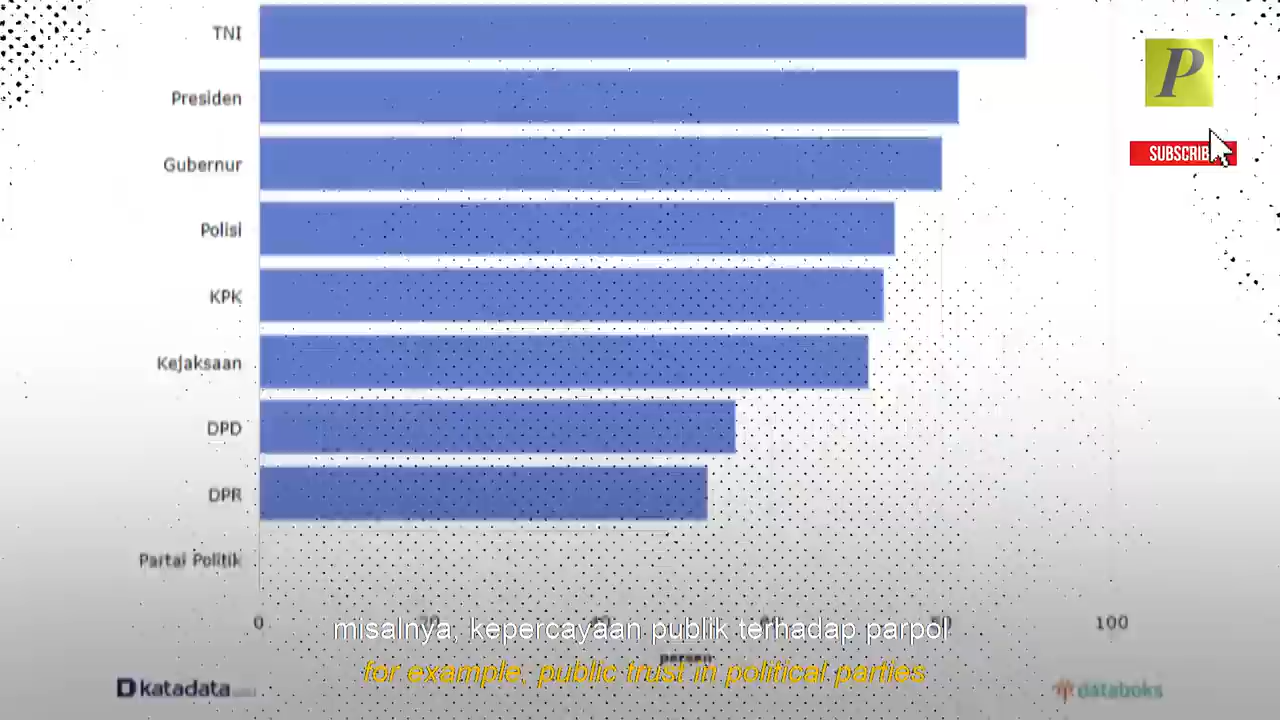 TNI
Presiden
Gubernur
Polisi
KPK
Kejaksaan
DPD
DPR
Partai Politik
0
100
persen
misalnya, kepercayaan publik terhadap parpol
for example, public trust in political parties
katadata
databoks
P
SUBSCRIB